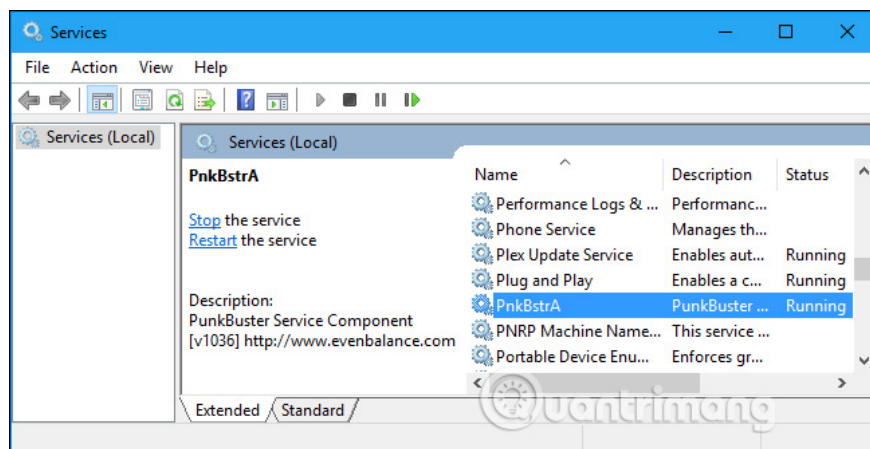 Services
File Action View Help
Services (Local)
Services (Local)
PnkBstrA
Stop the service
Restart the service
Description:
PunkBuster Service Component
[v1036] http://www.evenbalance.com
Name Description Status
Performance Logs & ... Performanc...
Phone Service Manages th...
Plex Update Service Enables aut... Running
Plug and Play Enables a c... Running
PnkBstrA PunkBuster ... Running
PNRP Machine Name... This service ...
Portable Device Enu... Enforces gr...
Extended Standard
Quantrimang